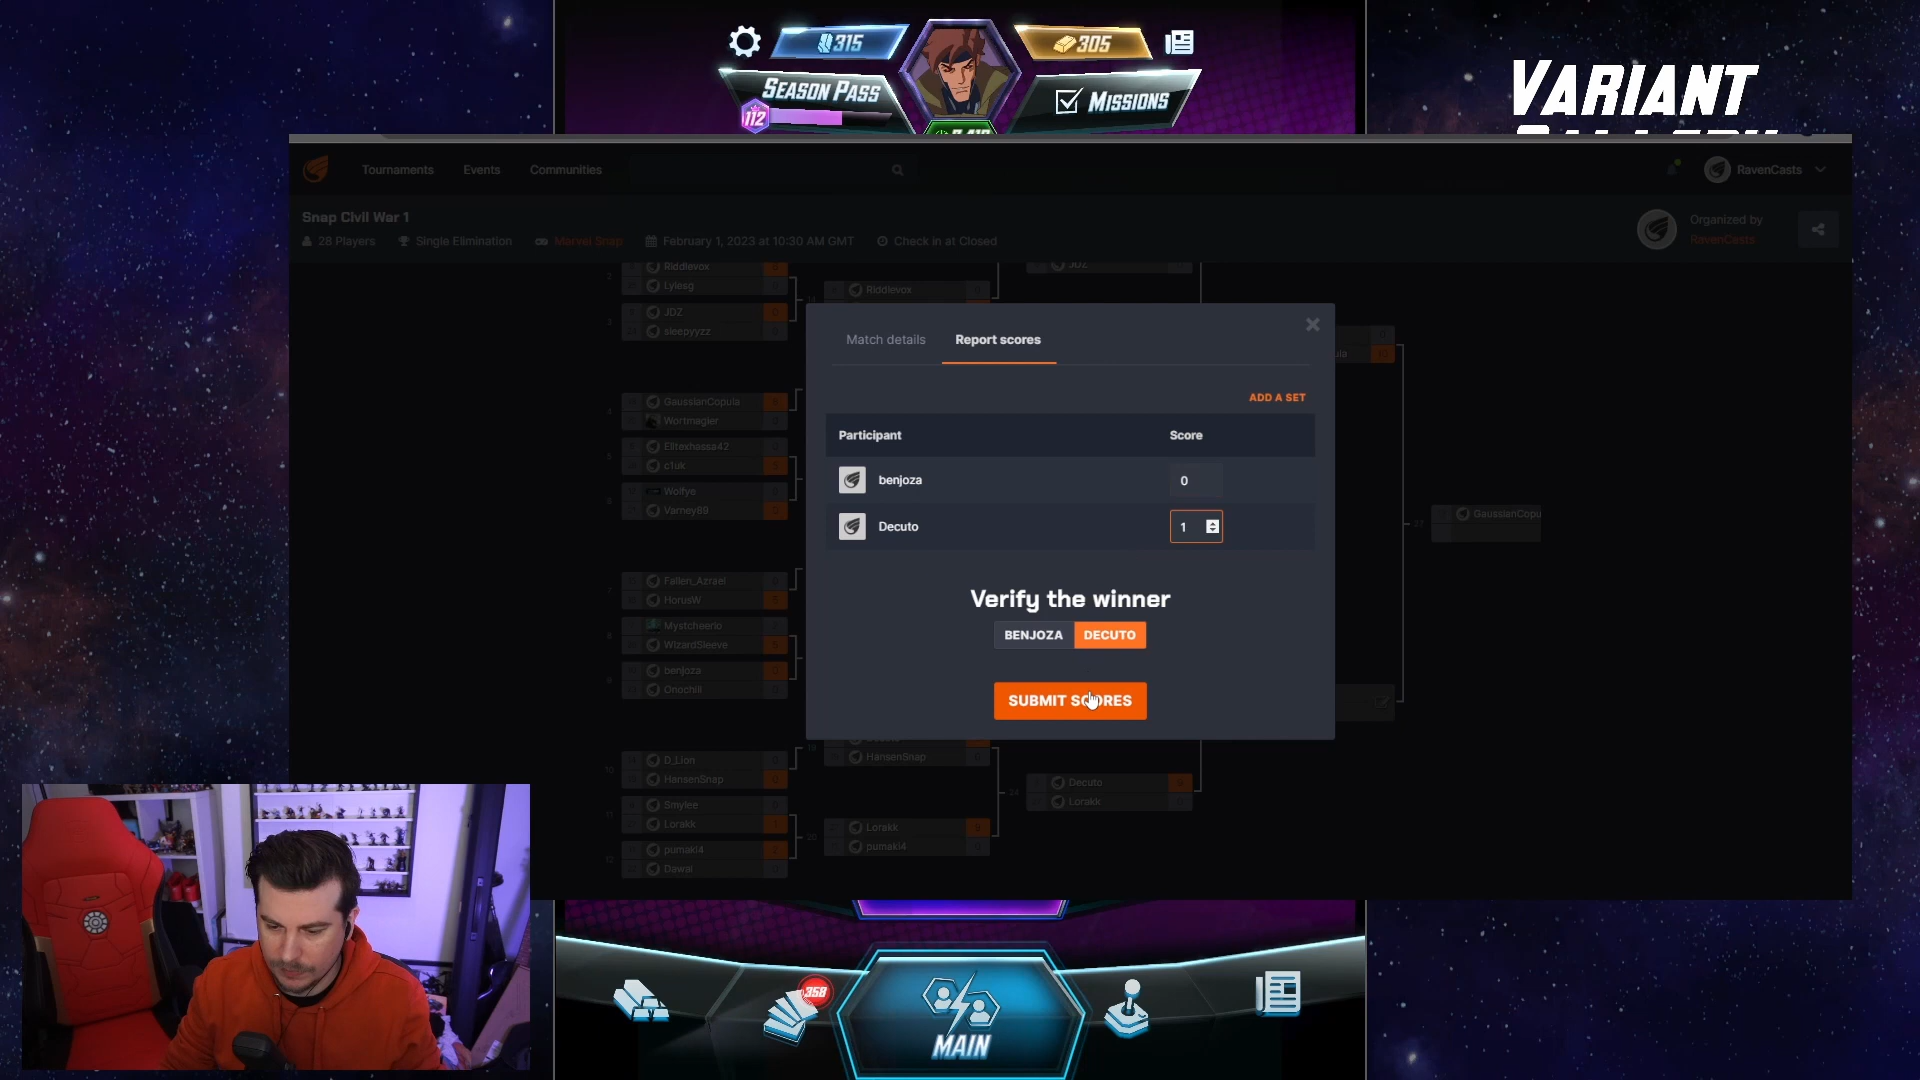 315
305
SEASON PASS
112
MISSIONS
VARIANT
Tournaments
Events
Communities
RavenCasts
Snap Civil War 1
28 Players
Single Elimination
Marvel Snap
February 1, 2023 at 10:30 AM GMT
Check in at Closed
Organized by
RavenCasts
Riddlevox
Lylesg
JDZ
sleepyyzz
GaussianCopula
Wortmagier
Elitexhassa42
c1uk
Wolfye
Varney89
Fallen_Azrael
HorusW
Mystcheerio
WizardSleeve
benjoza
Onochill
D_Lion
HansenSnap
Smylee
Lorakk
pumaki4
Dawai
Riddlevox
HansenSnap
Lorakk
pumaki4
JDZ
Decuto
Lorakk
GaussianCopu
Match details
Report scores
ADD A SET
Participant
Score
benjoza
0
Decuto
1
Verify the winner
BENJOZA
DECUTO
SUBMIT SCORES
358
MAIN